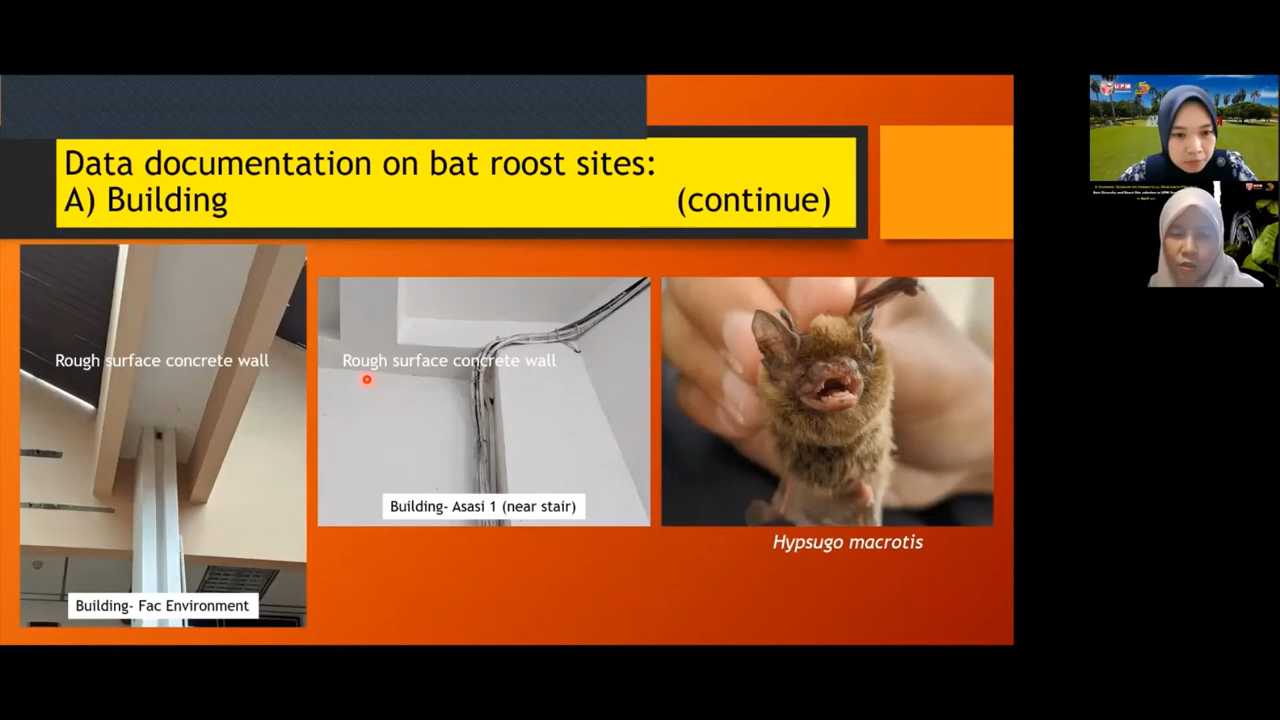 Data documentation on bat roost sites:
A) Building (continue)
Rough surface concrete wall
Building- Fac Environment
Rough surface concrete wall
Building- Asasi 1 (near stair)
Hypsugo macrotis
UPM